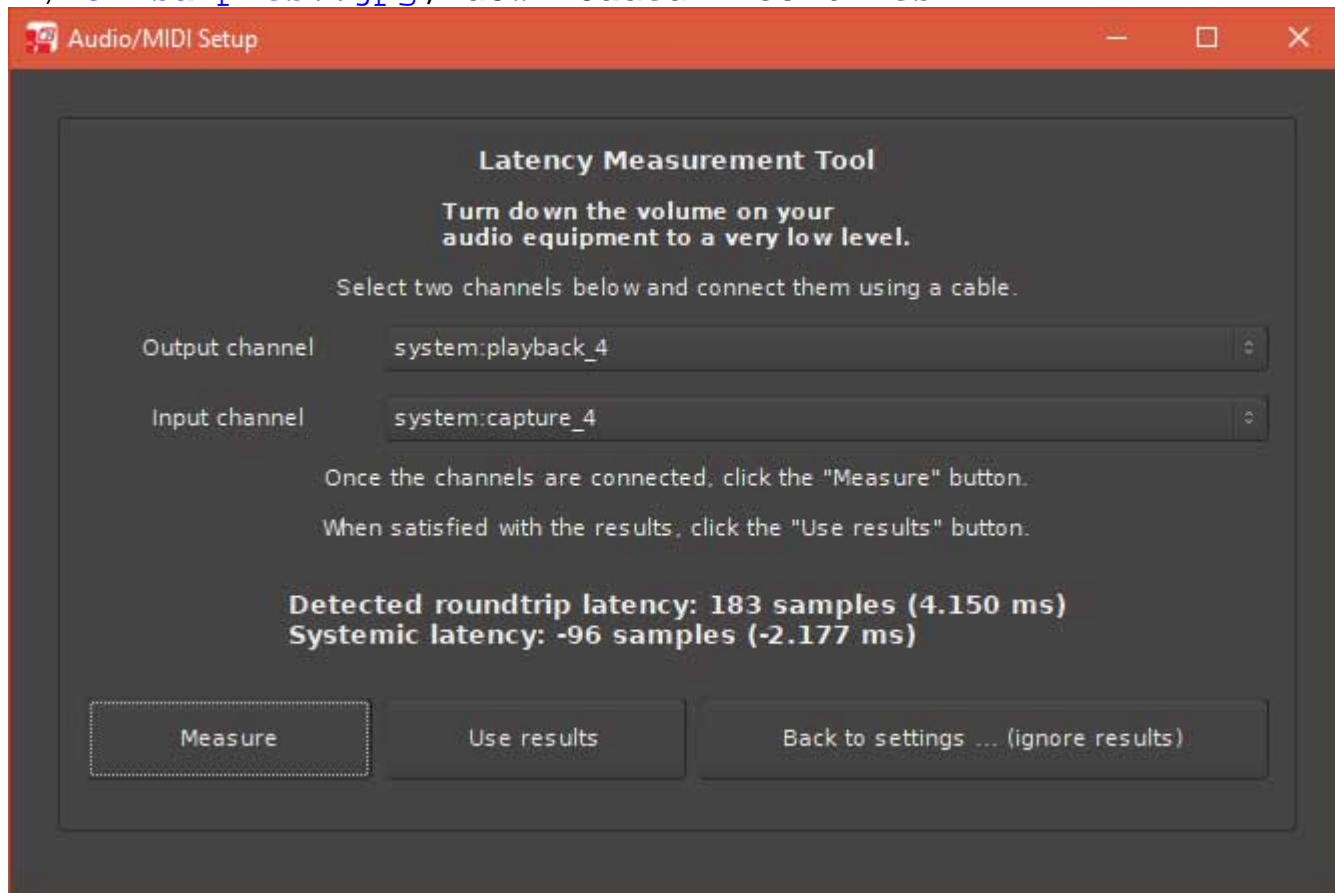 Audio/MIDI Setup
Latency Measurement Tool
Turn down the volume on your
audio equipment to a very low level.
Select two channels below and connect them using a cable.
Output channel system:playback_4
Input channel system:capture_4
Once the channels are connected, click the "Measure" button.
When satisfied with the results, click the "Use results" button.
Detected roundtrip latency: 183 samples (4.150 ms)
Systemic latency: -96 samples (-2.177 ms)
Measure Use results Back to settings ... (ignore results)